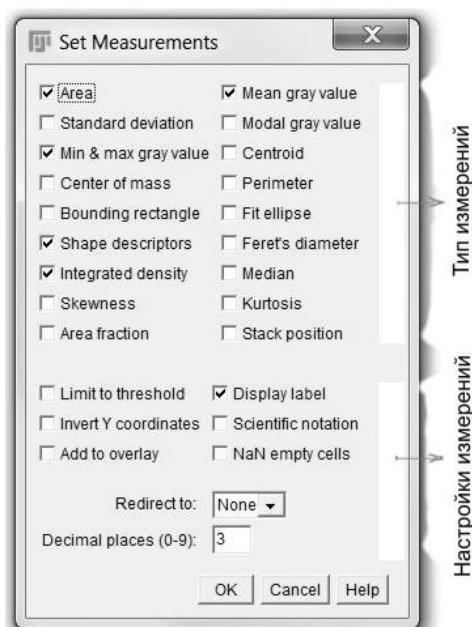 Set Measurements
Area Mean gray value
Standard deviation Modal gray value
Min & max gray value Centroid
Center of mass Perimeter
Bounding rectangle Fit ellipse
Shape descriptors Feret's diameter
Integrated density Median
Skewness Kurtosis
Area fraction Stack position
Limit to threshold Display label
Invert Y coordinates Scientific notation
Add to overlay NaN empty cells
Redirect to: None
Decimal places (0-9): 3
OK Cancel Help
Тип измерений
Настройки измерений